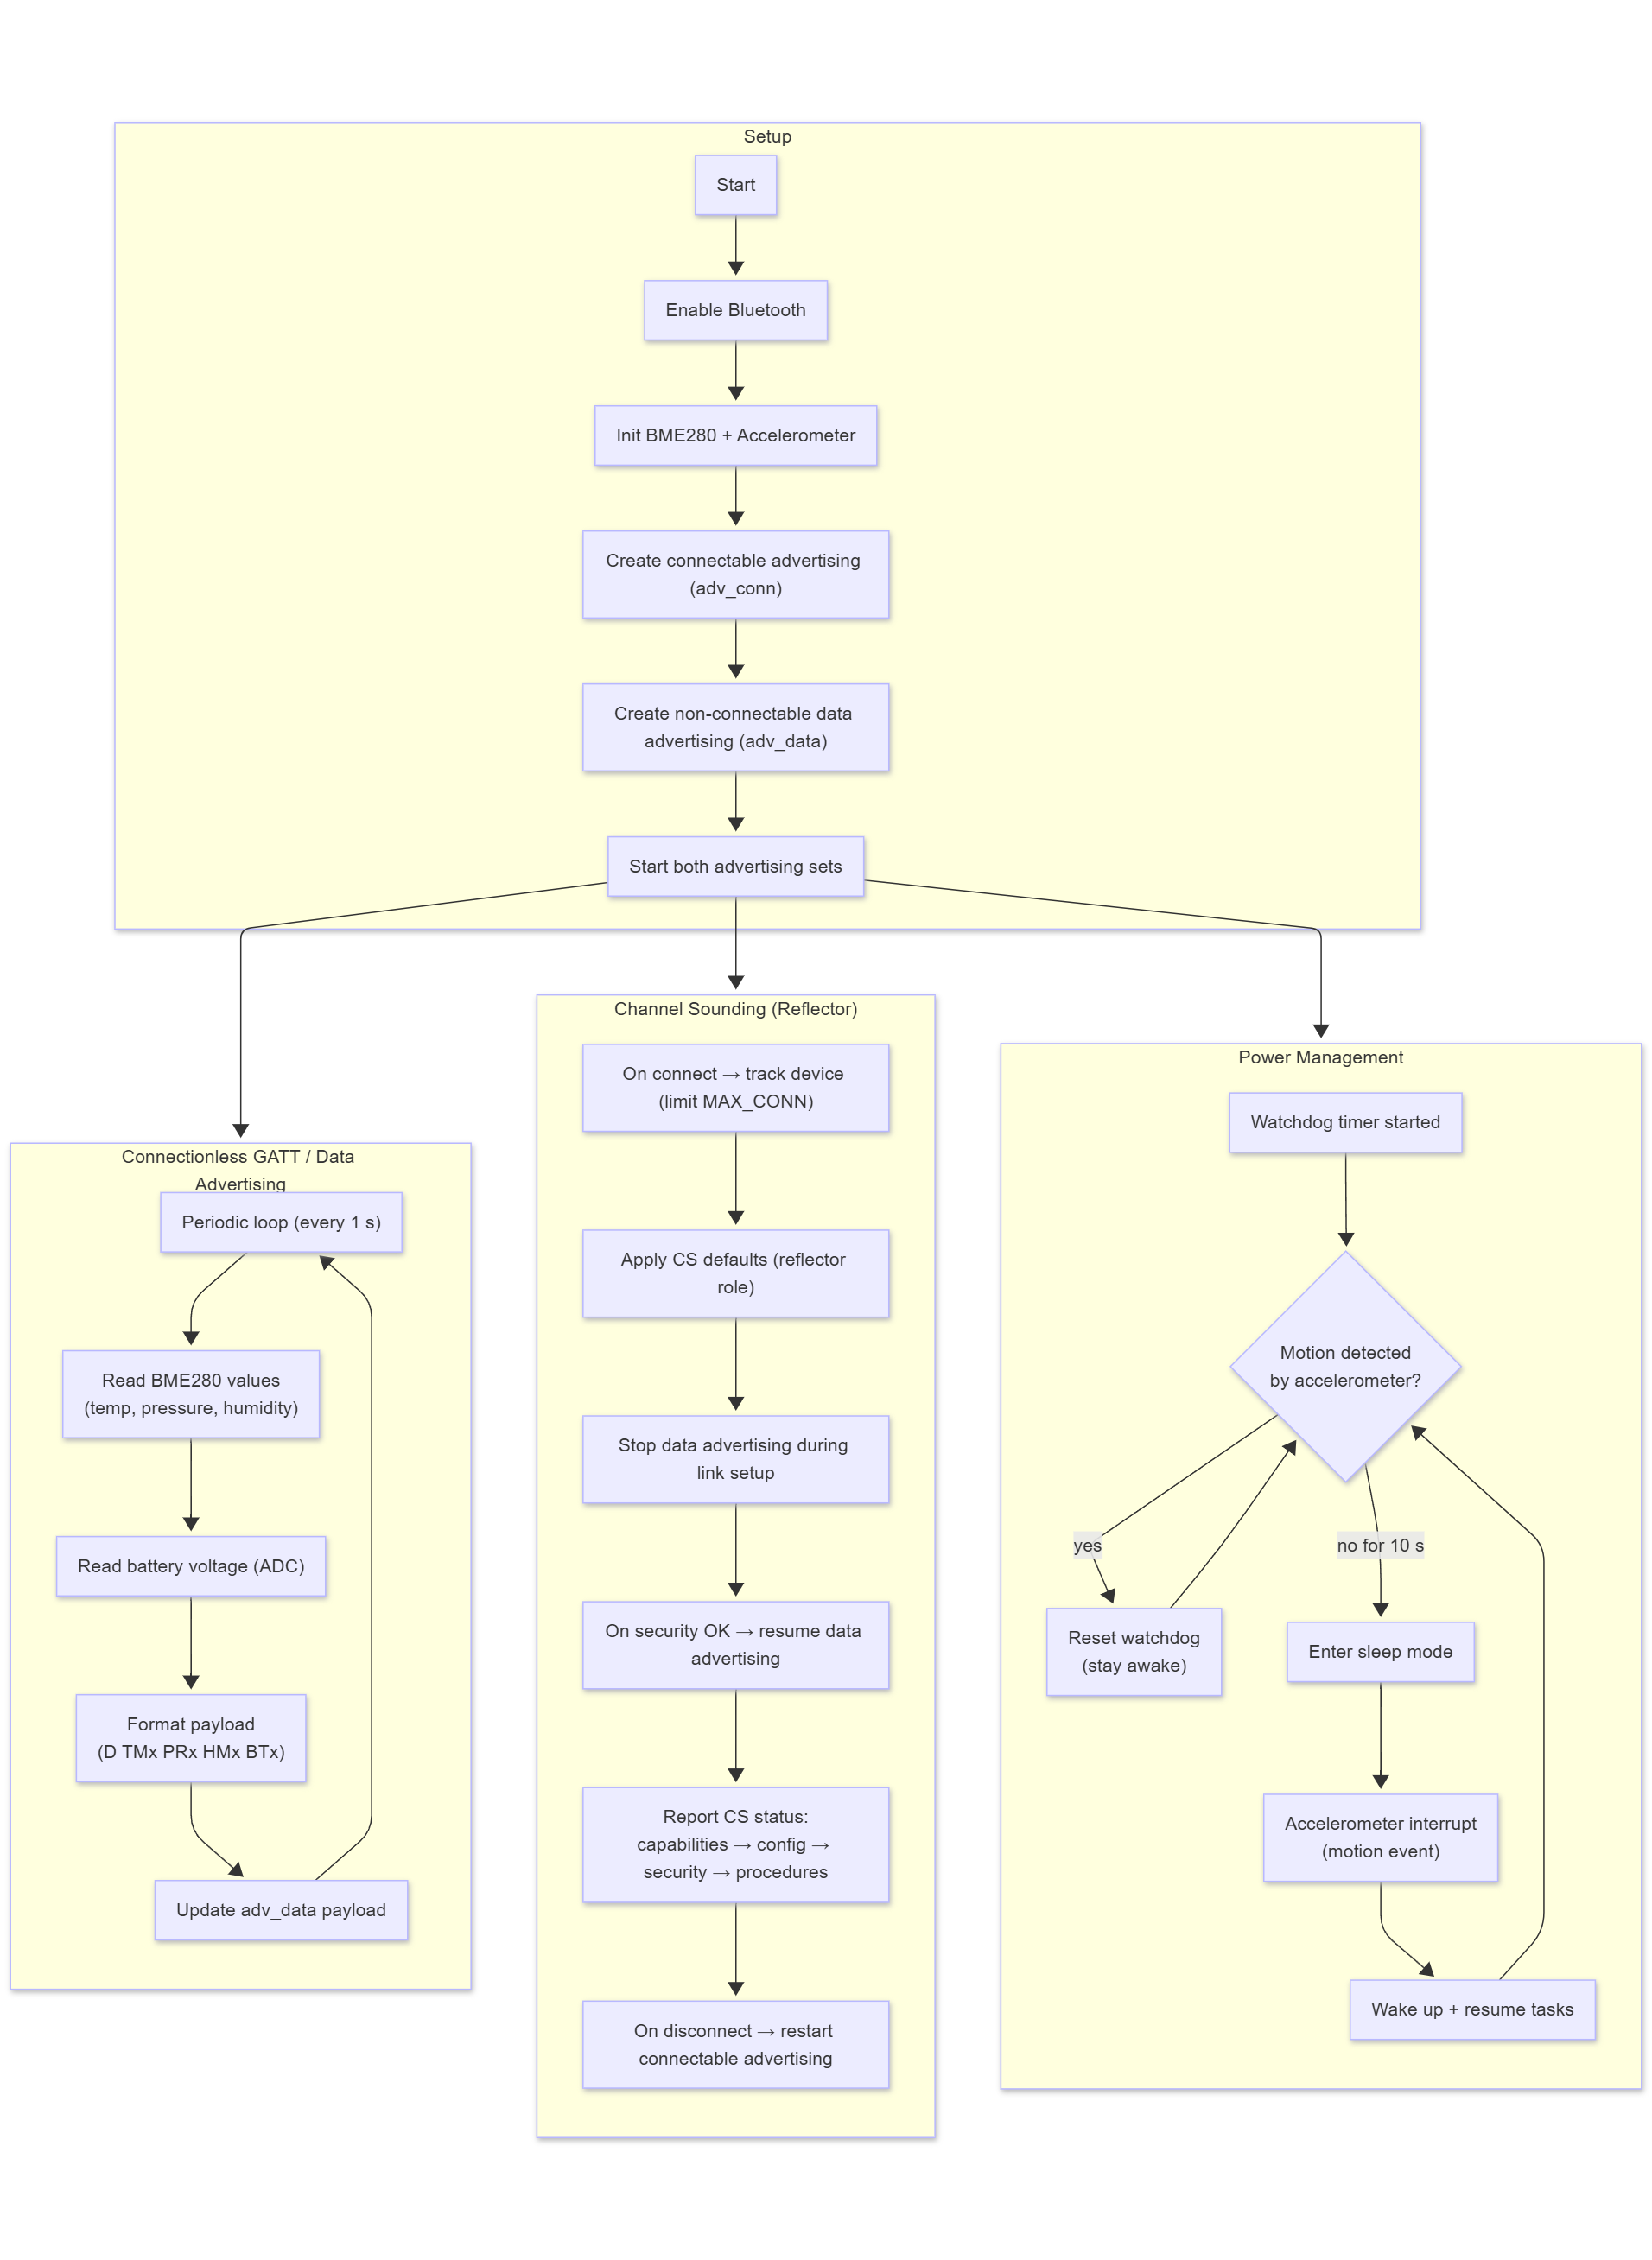 Setup
Start
Enable Bluetooth
Init BME280 + Accelerometer
Create connectable advertising
(adv_conn)
Create non-connectable data
advertising (adv_data)
Start both advertising sets
Connectionless GATT / Data
Advertising
Periodic loop (every 1 s)
Read BME280 values
(temp, pressure, humidity)
Read battery voltage (ADC)
Format payload
(D TMx PRx HMx BTx)
Update adv_data payload
Channel Sounding (Reflector)
On connect → track device
(limit MAX_CONN)
Apply CS defaults (reflector
role)
Stop data advertising during
link setup
On security OK → resume data
advertising
Report CS status:
capabilities → config →
security → procedures
On disconnect → restart
connectable advertising
Power Management
Watchdog timer started
Motion detected
by accelerometer?
yes
no for 10 s
Reset watchdog
(stay awake)
Enter sleep mode
Accelerometer interrupt
(motion event)
Wake up + resume tasks